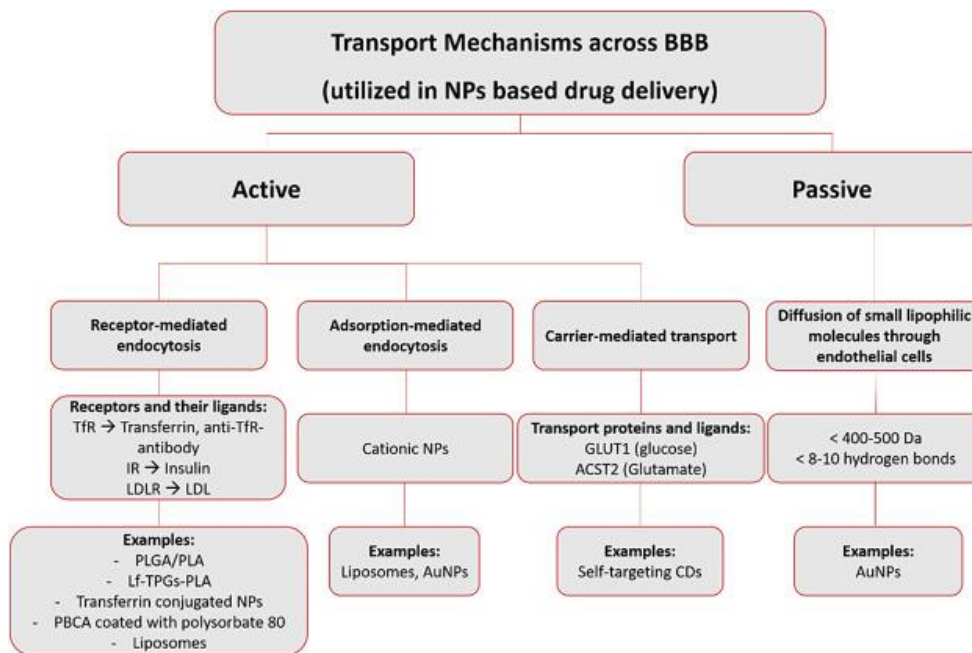 Transport Mechanisms across BBB
(utilized in NPs based drug delivery)
Active
Passive
Receptor-mediated
endocytosis
Adsorption-mediated
endocytosis
Carrier-mediated transport
Diffusion of small lipophilic
molecules through
endothelial cells
Receptors and their ligands:
TfR → Transferrin, anti-TfR-
antibody
IR → Insulin
LDLR → LDL
Cationic NPs
Transport proteins and ligands:
GLUT1 (glucose)
ACST2 (Glutamate)
< 400-500 Da
< 8-10 hydrogen bonds
Examples:
- PLGA/PLA
- Lf-TPGs-PLA
- Transferrin conjugated NPs
- PBCA coated with polysorbate 80
- Liposomes
Examples:
Liposomes, AuNPs
Examples:
Self-targeting CDs
Examples:
AuNPs